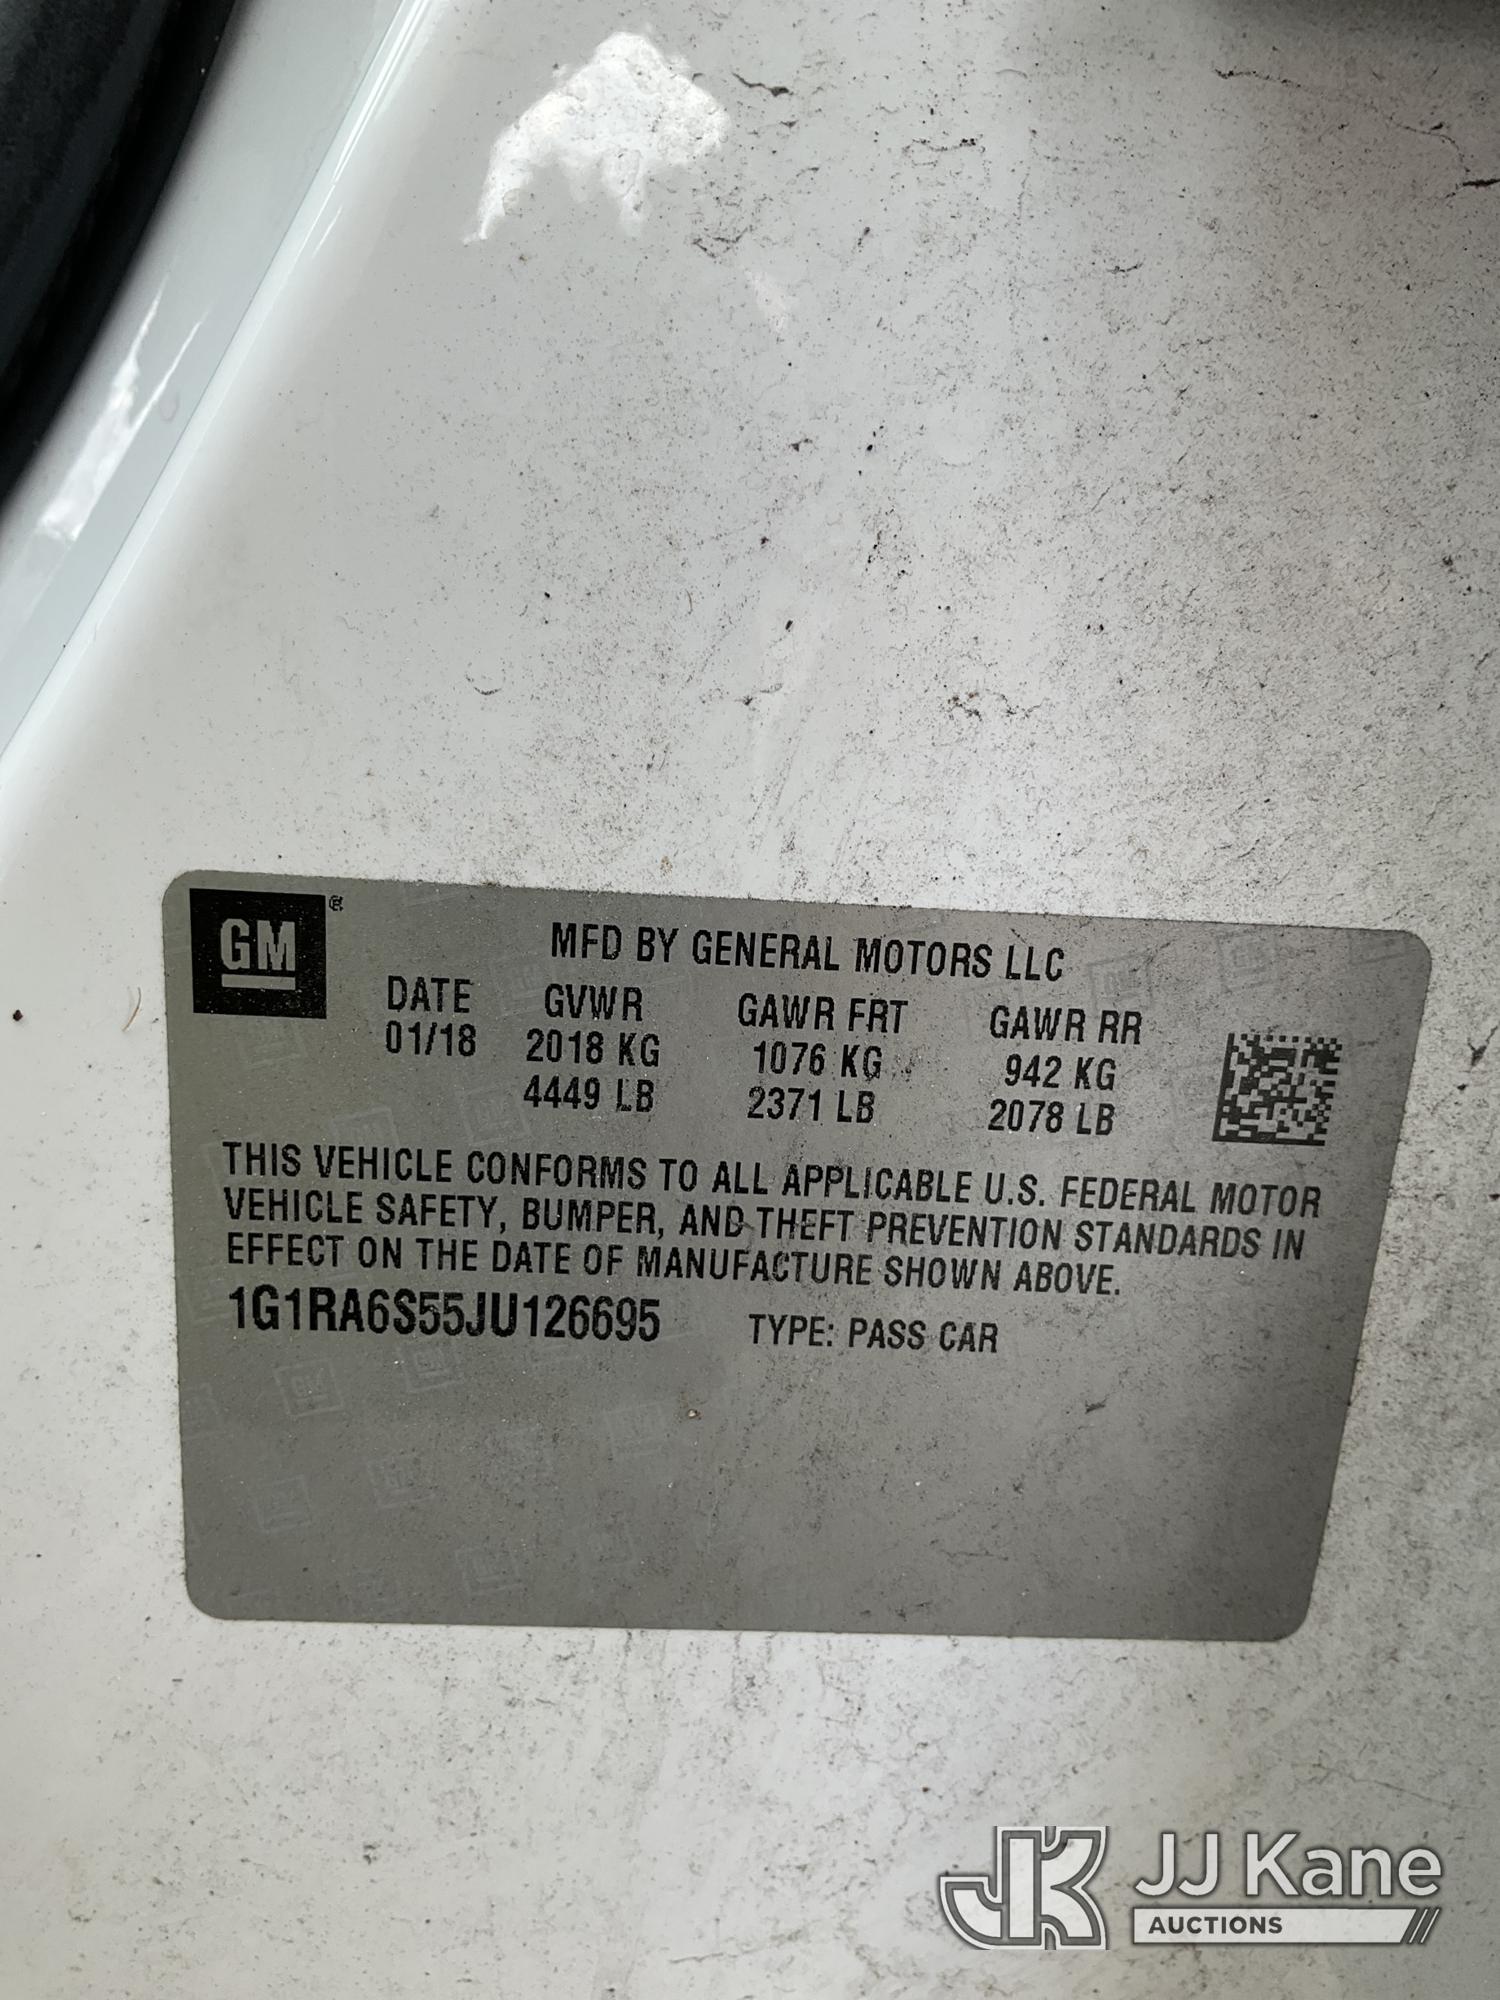 GM®
MFD BY GENERAL MOTORS LLC
DATE GVWR GAWR FRT GAWR RR
01/18 2018 KG 1076 KG 942 KG
4449 LB 2371 LB 2078 LB
THIS VEHICLE CONFORMS TO ALL APPLICABLE U.S. FEDERAL MOTOR
VEHICLE SAFETY, BUMPER, AND THEFT PREVENTION STANDARDS IN
EFFECT ON THE DATE OF MANUFACTURE SHOWN ABOVE.
1G1RA6S55JU126695 TYPE: PASS CAR
JK JJ Kane
AUCTIONS